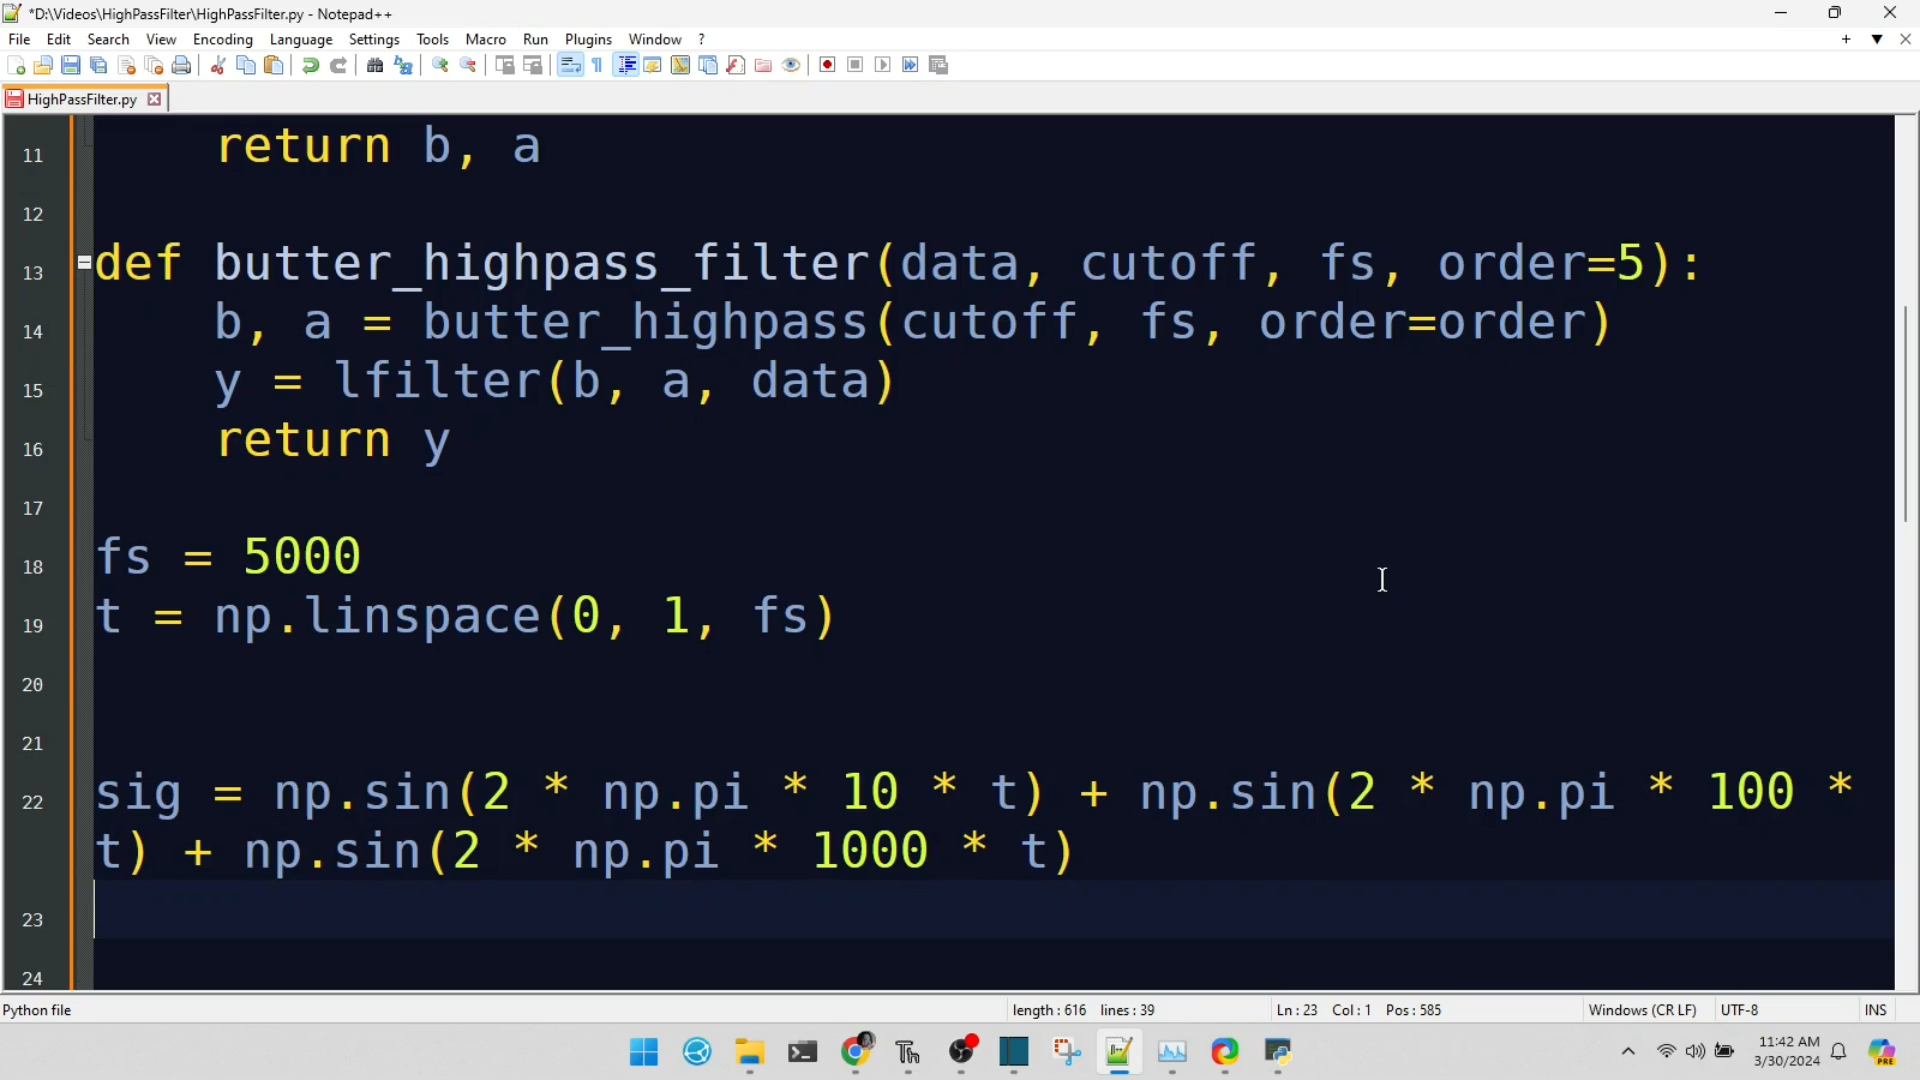 *D:\Videos\HighPassFilter\HighPassFilter.py - Notepad++
File Edit Search View Encoding Language Settings Tools Macro Run Plugins Window ?
HighPassFilter.py
11 return b, a
12
13 def butter_highpass_filter(data, cutoff, fs, order=5):
14 b, a = butter_highpass(cutoff, fs, order=order)
15 y = lfilter(b, a, data)
16 return y
17
18 fs = 5000
19 t = np.linspace(0, 1, fs)
20
21
22 sig = np.sin(2 * np.pi * 10 * t) + np.sin(2 * np.pi * 100 *
t) + np.sin(2 * np.pi * 1000 * t)
23
24
Python file length : 616 lines : 39 Ln : 23 Col : 1 Pos : 585 Windows (CR LF) UTF-8 INS
11:42 AM
3/30/2024
PRE